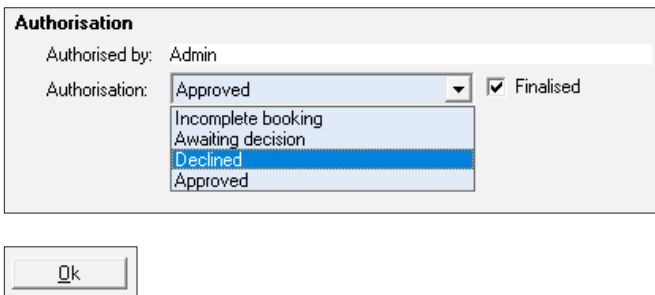 Authorisation
Authorised by: Admin
Authorisation: Approved Finalised
Incomplete booking
Awaiting decision
Declined
Approved
Ok